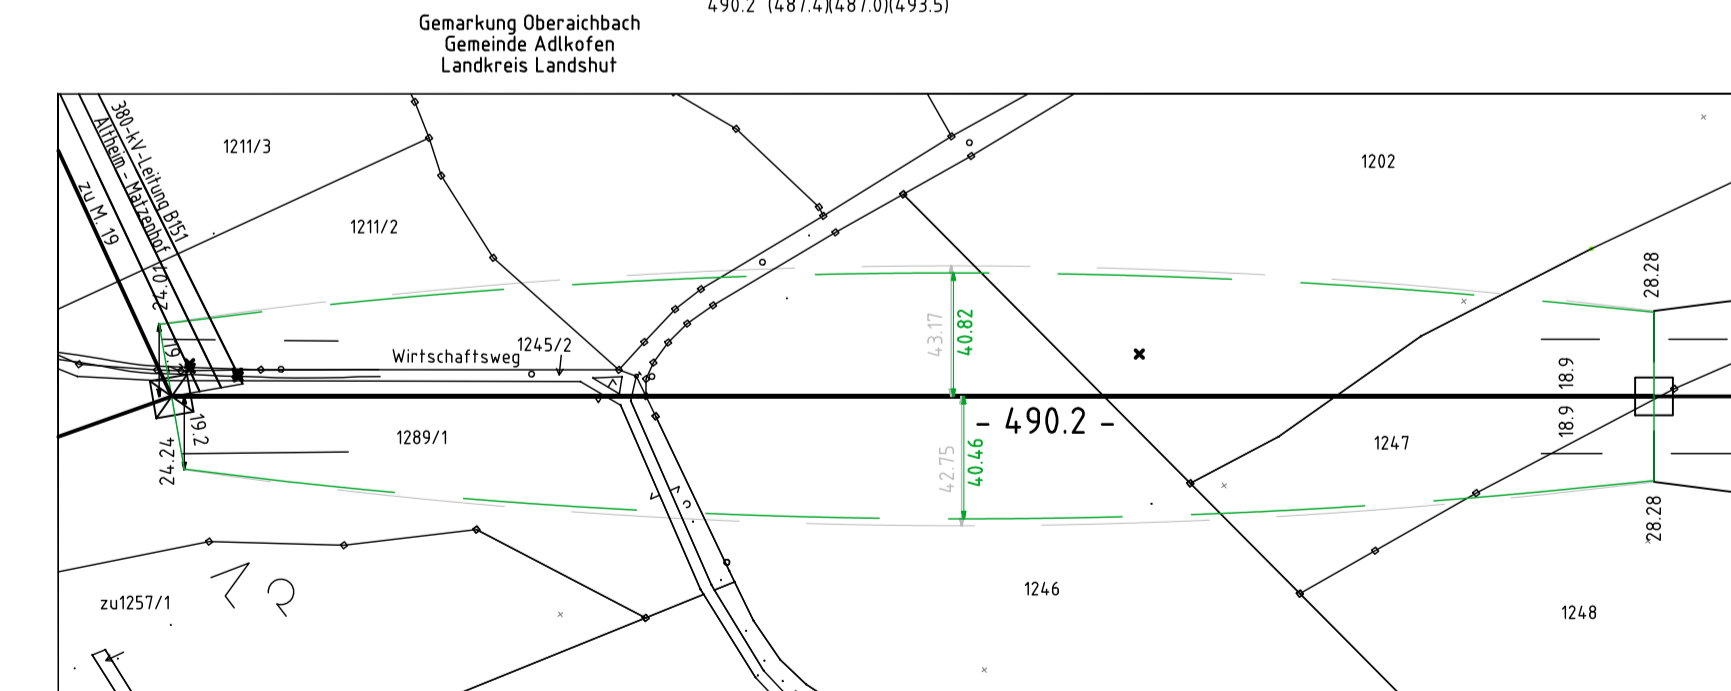 490.2 (487.4)(487.0)(493.5)
Gemarkung Oberaichbach
Gemeinde Adlkofen
Landkreis Landshut
380-kV-Leitung B151
Altheim - Matzenhof
zu M. 19
1211/3
1211/2
1202
28.28
43.17
40.82
Wirtschaftsweg
1245/2
18.9
18.9
19.2
24.24
1289/1
- 490.2 -
42.75
40.46
1247
28.28
1246
1248
zu1257/1